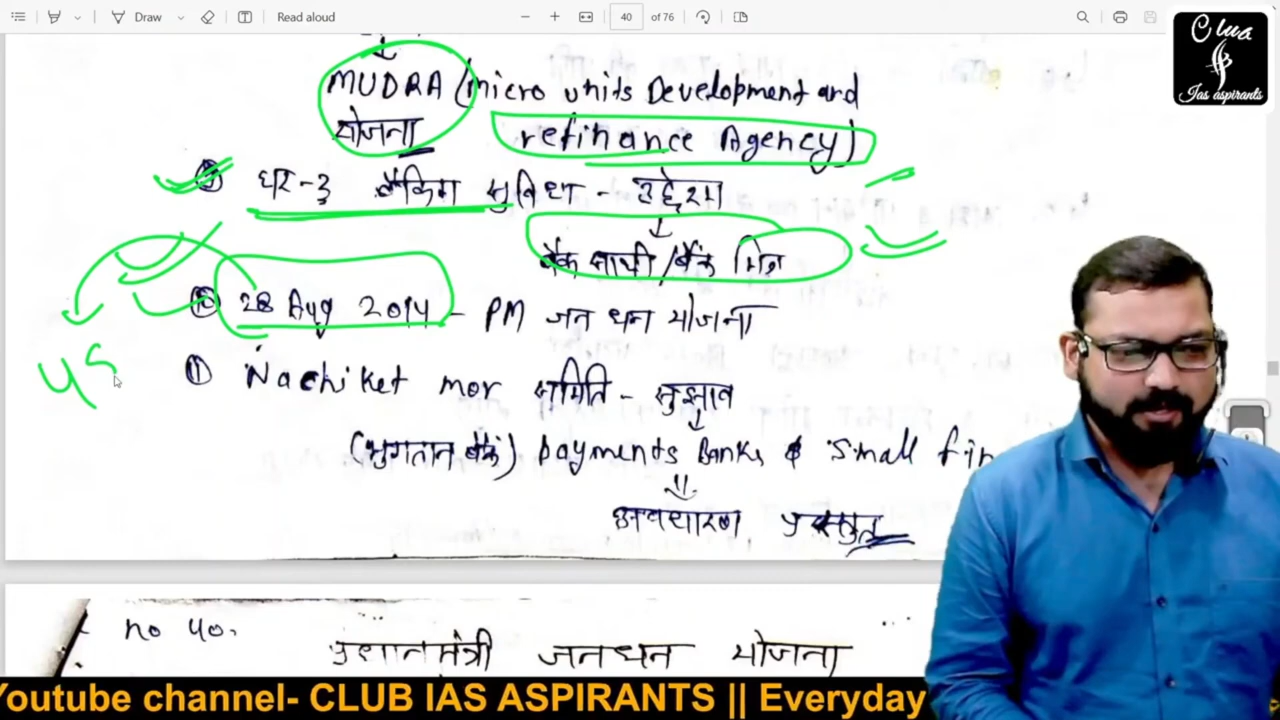 Draw
Read aloud
40 of 76
Club
Ias aspirants
MUDRA (micro units Development and
योजना refinance Agency)
घर-2 बैंकिंग सुविधा - उद्देश्य
बैंक साथी/बैंक मित्र
28 Aug 2014 - PM जन धन योजना
11 Nachiket mor समिति - सुझाव
(भुगतान बैंक) payments Banks & Small fin
अवधारणा प्रस्तुत
no 40.
प्रधानमंत्री जनधन योजना
Youtube channel- CLUB IAS ASPIRANTS || Everyday